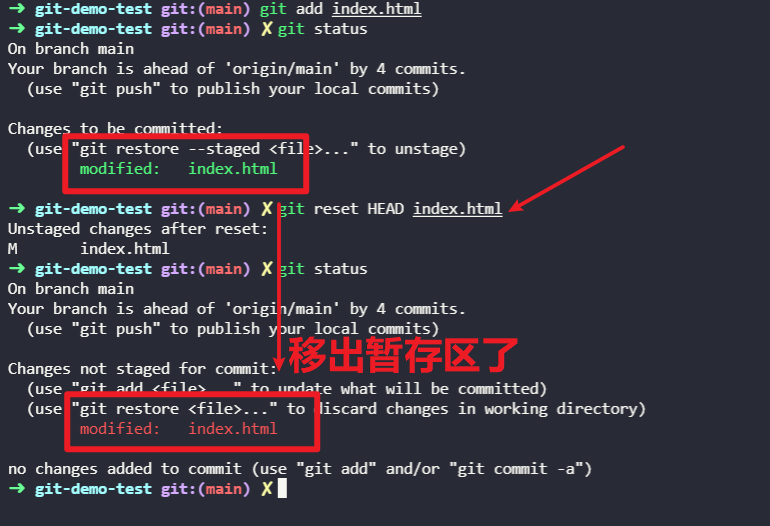 ➜ git-demo-test git:(main) git add index.html
➜ git-demo-test git:(main) ✗ git status
On branch main
Your branch is ahead of 'origin/main' by 4 commits.
(use "git push" to publish your local commits)
Changes to be committed:
(use "git restore --staged <file>..." to unstage)
modified: index.html
➜ git-demo-test git:(main) ✗ git reset HEAD index.html
Unstaged changes after reset:
M index.html
➜ git-demo-test git:(main) ✗ git status
On branch main
Your branch is ahead of 'origin/main' by 4 commits.
(use "git push" to publish your local commits)
移出暂存区了
Changes not staged for commit:
(use "git add <file>..." to update what will be committed)
(use "git restore <file>..." to discard changes in working directory)
modified: index.html
no changes added to commit (use "git add" and/or "git commit -a")
➜ git-demo-test git:(main) ✗